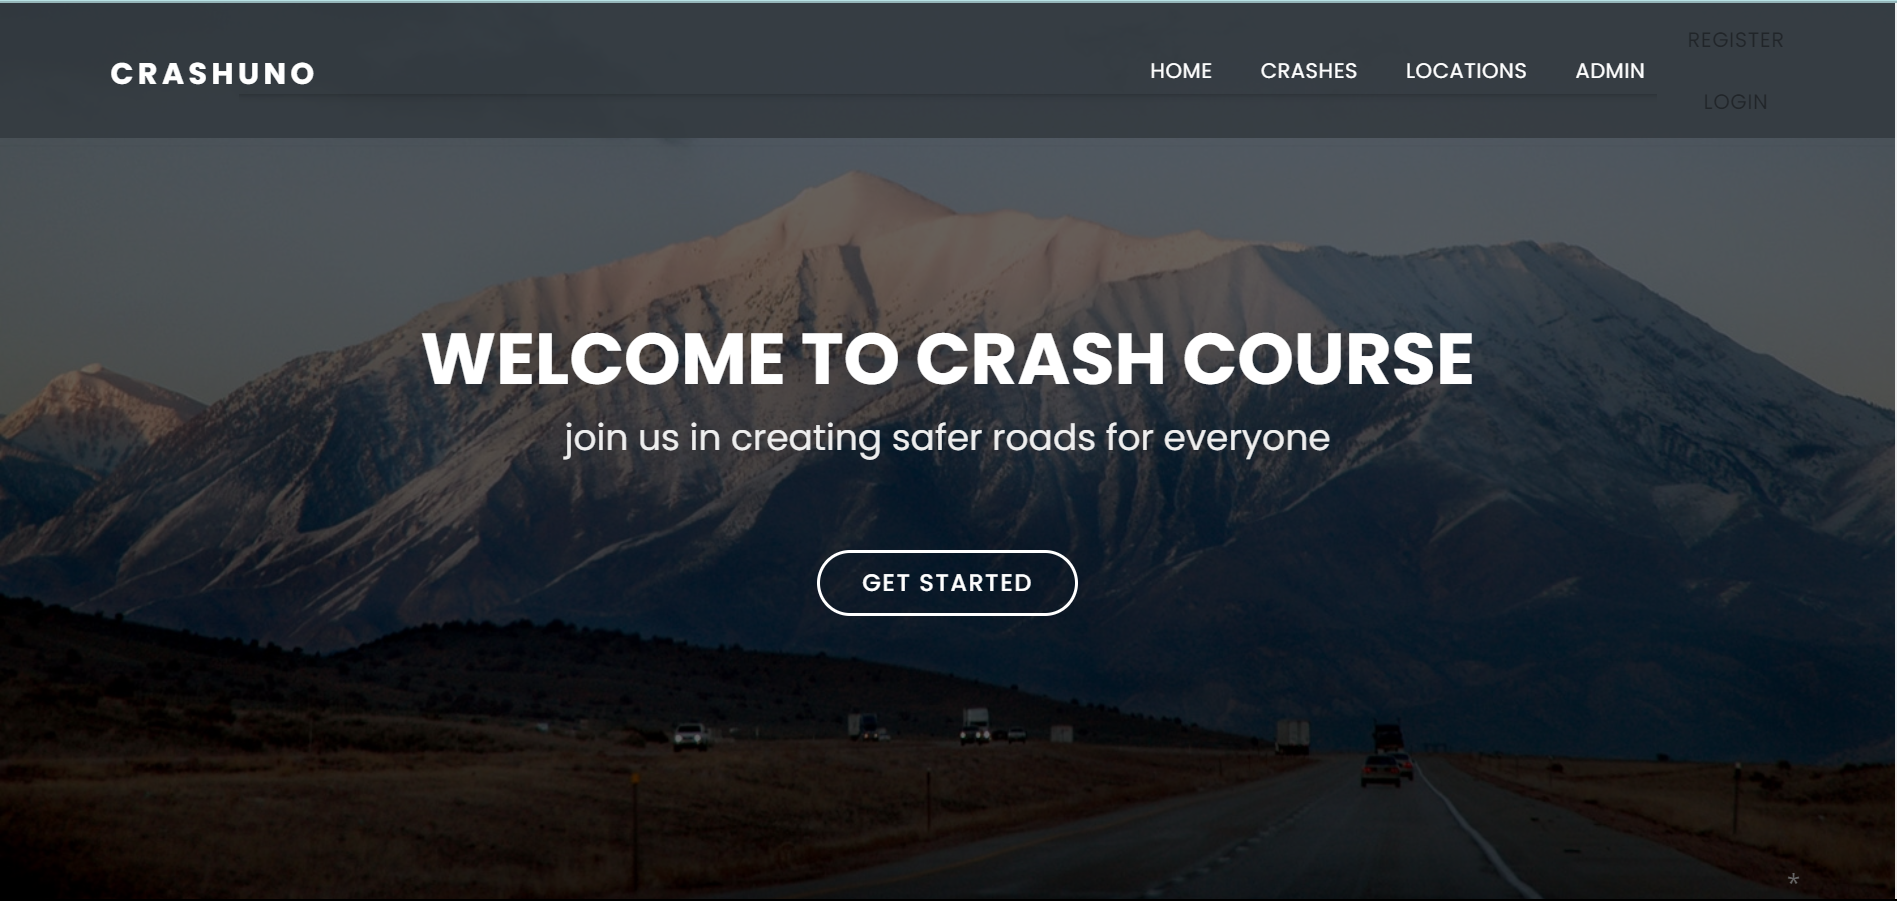 CRASHUNO
HOME CRASHES LOCATIONS ADMIN
REGISTER
LOGIN
WELCOME TO CRASH COURSE
join us in creating safer roads for everyone
GET STARTED
*